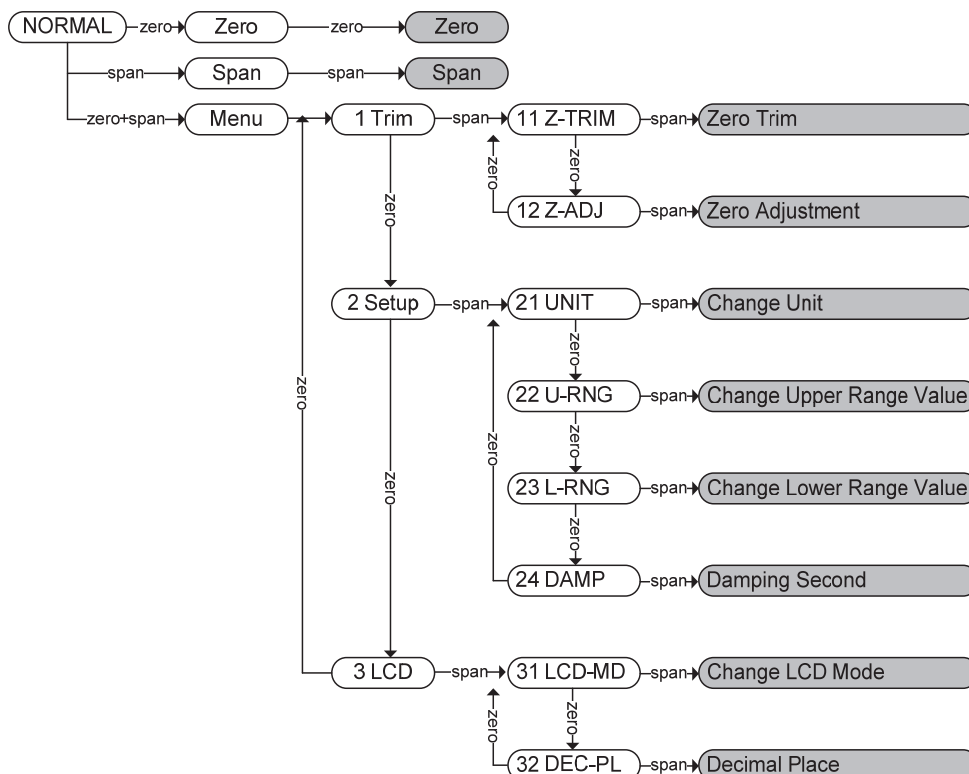 NORMAL zero Zero zero Zero
span Span span Span
zero+span Menu 1 Trim span 11 Z-TRIM span Zero Trim
zero
zero
zero
12 Z-ADJ span Zero Adjustment
2 Setup span 21 UNIT span Change Unit
zero
zero
22 U-RNG span Change Upper Range Value
zero
zero
zero
23 L-RNG span Change Lower Range Value
zero
24 DAMP span Damping Second
3 LCD span 31 LCD-MD span Change LCD Mode
zero
zero
32 DEC-PL span Decimal Place